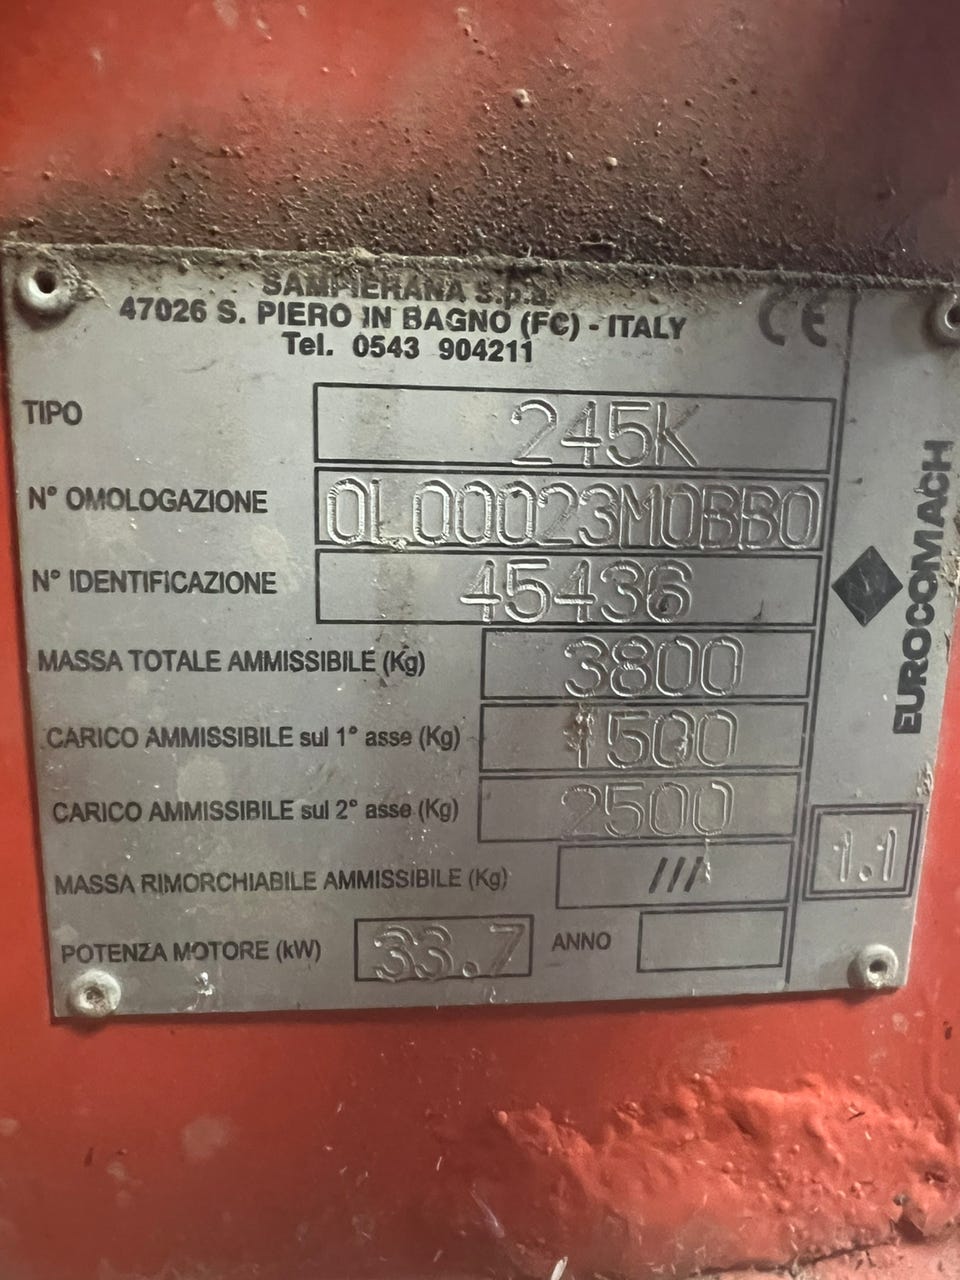 SAMPIERANA S.p.a.
47026 S. PIERO IN BAGNO (FC) - ITALY
Tel. 0543 904211
CE
TIPO 245K
N° OMOLOGAZIONE 0L00023M0BB0
N° IDENTIFICAZIONE 45436
MASSA TOTALE AMMISSIBILE (Kg) 3800
CARICO AMMISSIBILE sul 1° asse (Kg) 1500
CARICO AMMISSIBILE sul 2° asse (Kg) 2500
MASSA RIMORCHIABILE AMMISSIBILE (Kg) ///
POTENZA MOTORE (kW) 33.7 ANNO
EUROCOMACH
1.1